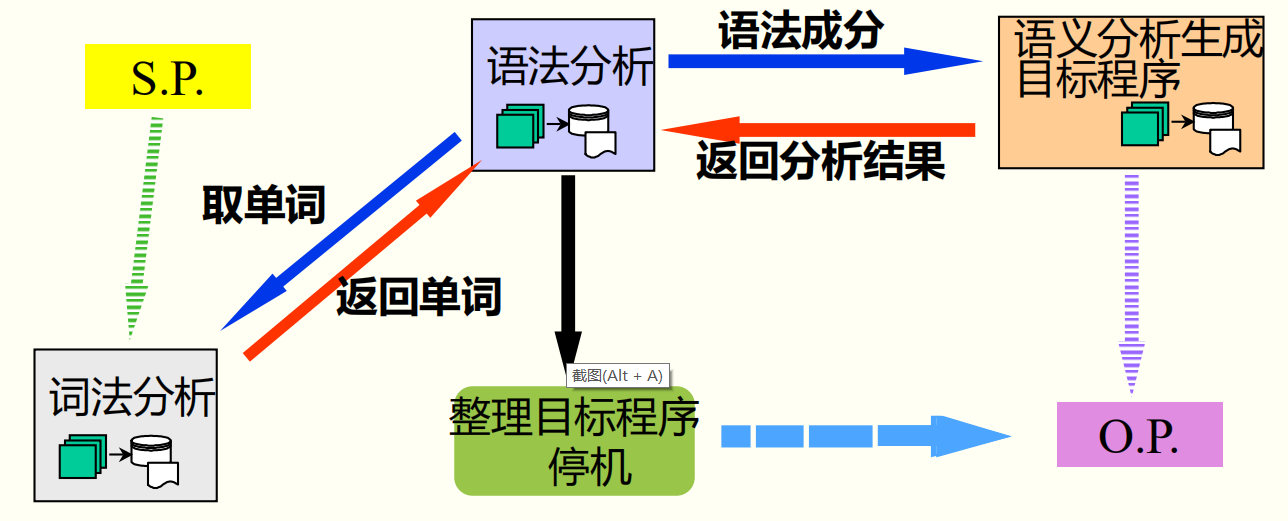 S.P.
语法分析
语法成分
语义分析生成
目标程序
返回分析结果
取单词
返回单词
词法分析
截图(Alt + A)
整理目标程序
停机
O.P.